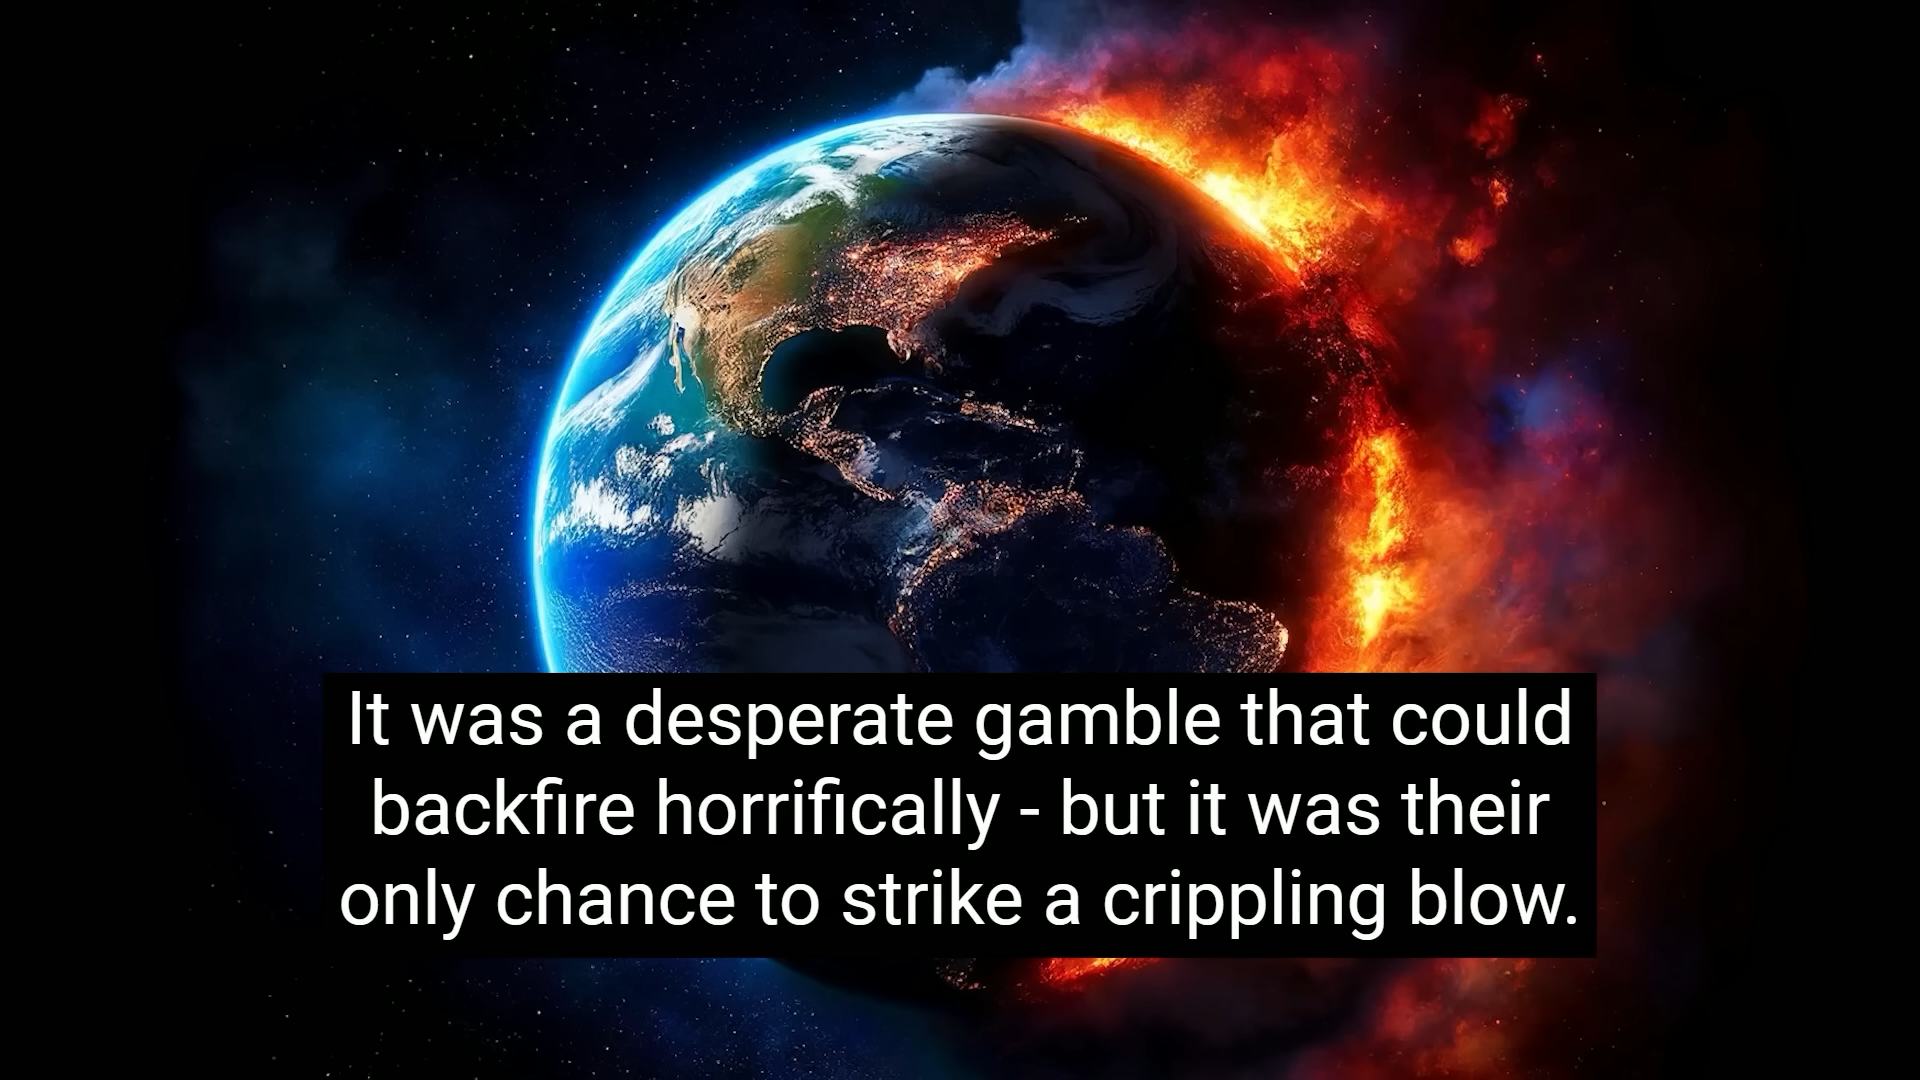 It was a desperate gamble that could
backfire horrifically - but it was their
only chance to strike a crippling blow.